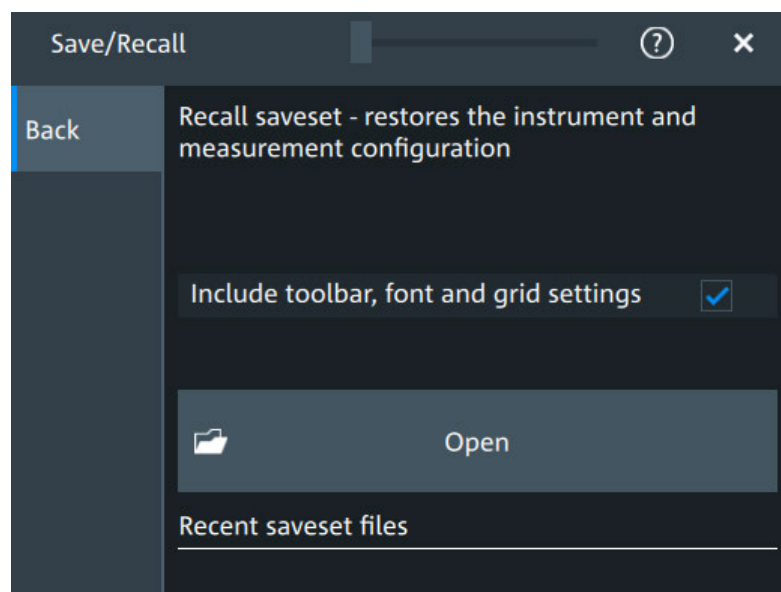 Save/Recall
Back
Recall saveset - restores the instrument and
measurement configuration
Include toolbar, font and grid settings
Open
Recent saveset files